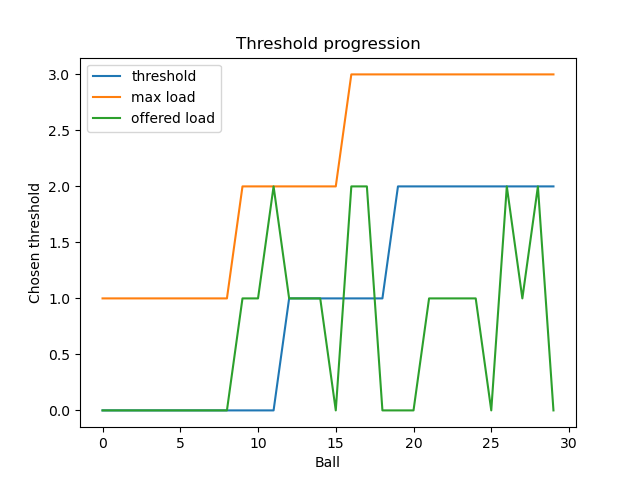 Threshold progression
threshold
max load
offered load
Chosen threshold
3.0
2.5
2.0
1.5
1.0
0.5
0.0
0 5 10 15 20 25 30
Ball